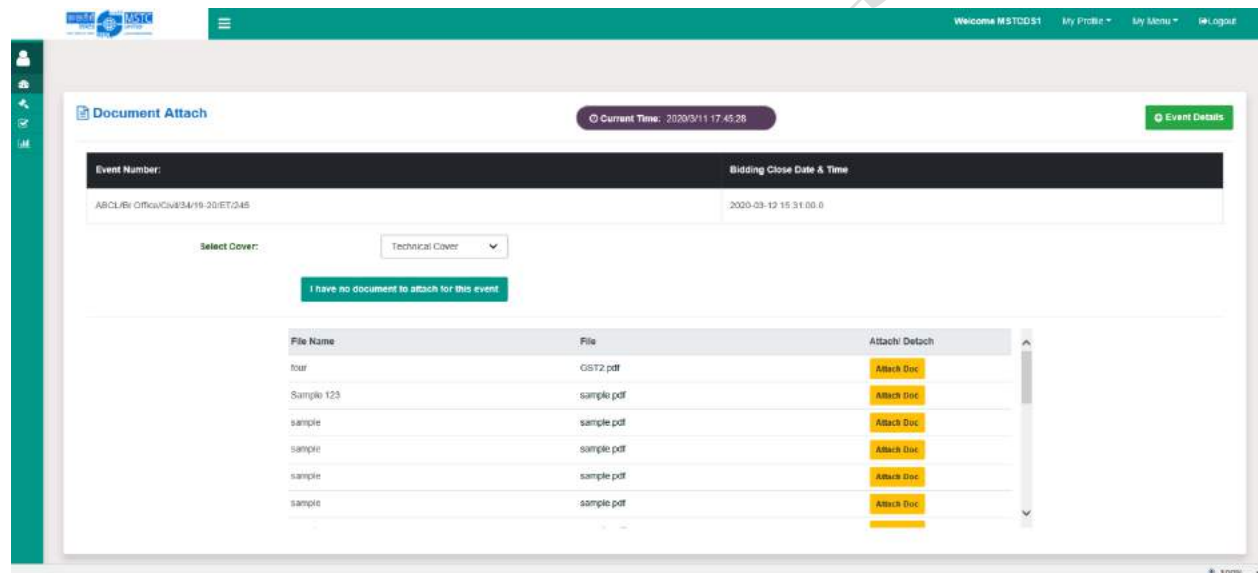 MSTC
Welcome MSTCDS1 My Profile My Menu Logout
Document Attach
Current Time: 2020/3/11 17:45:28
Event Details
Event Number: Bidding Close Date & Time
ABCL/Br Office/Civil/34/19-20/ET/245 2020-03-12 15:31:00.0
Select Cover: Technical Cover
I have no document to attach for this event
File Name File Attach/ Detach
four GST2.pdf Attach Doc
Sample 123 sample.pdf Attach Doc
sample sample.pdf Attach Doc
sample sample.pdf Attach Doc
sample sample.pdf Attach Doc
sample sample.pdf Attach Doc